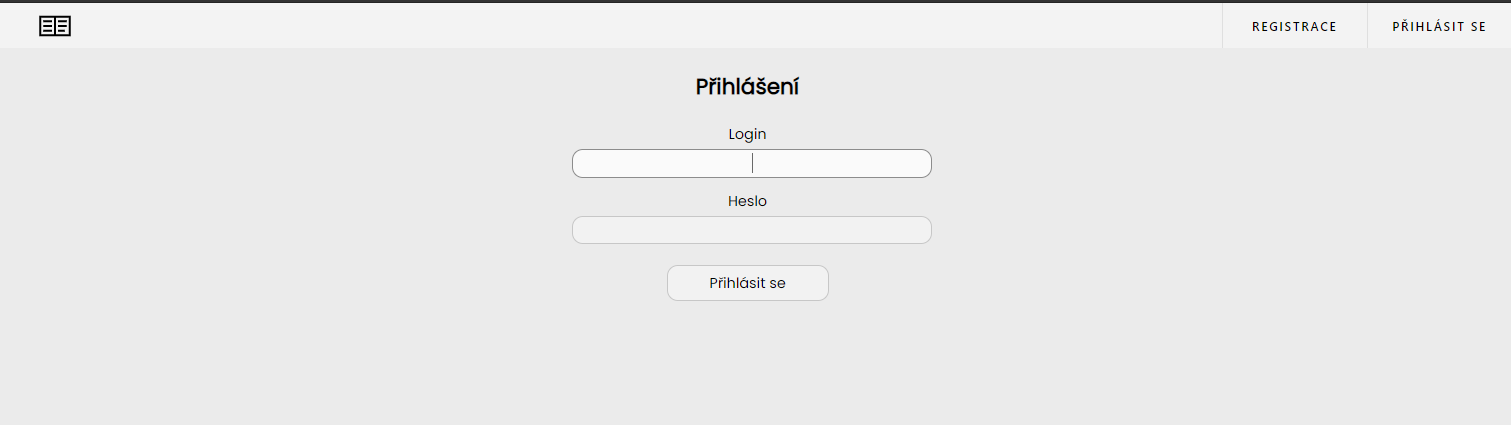 REGISTRACE PŘIHLÁSIT SE
Přihlášení
Login
Heslo
Přihlásit se